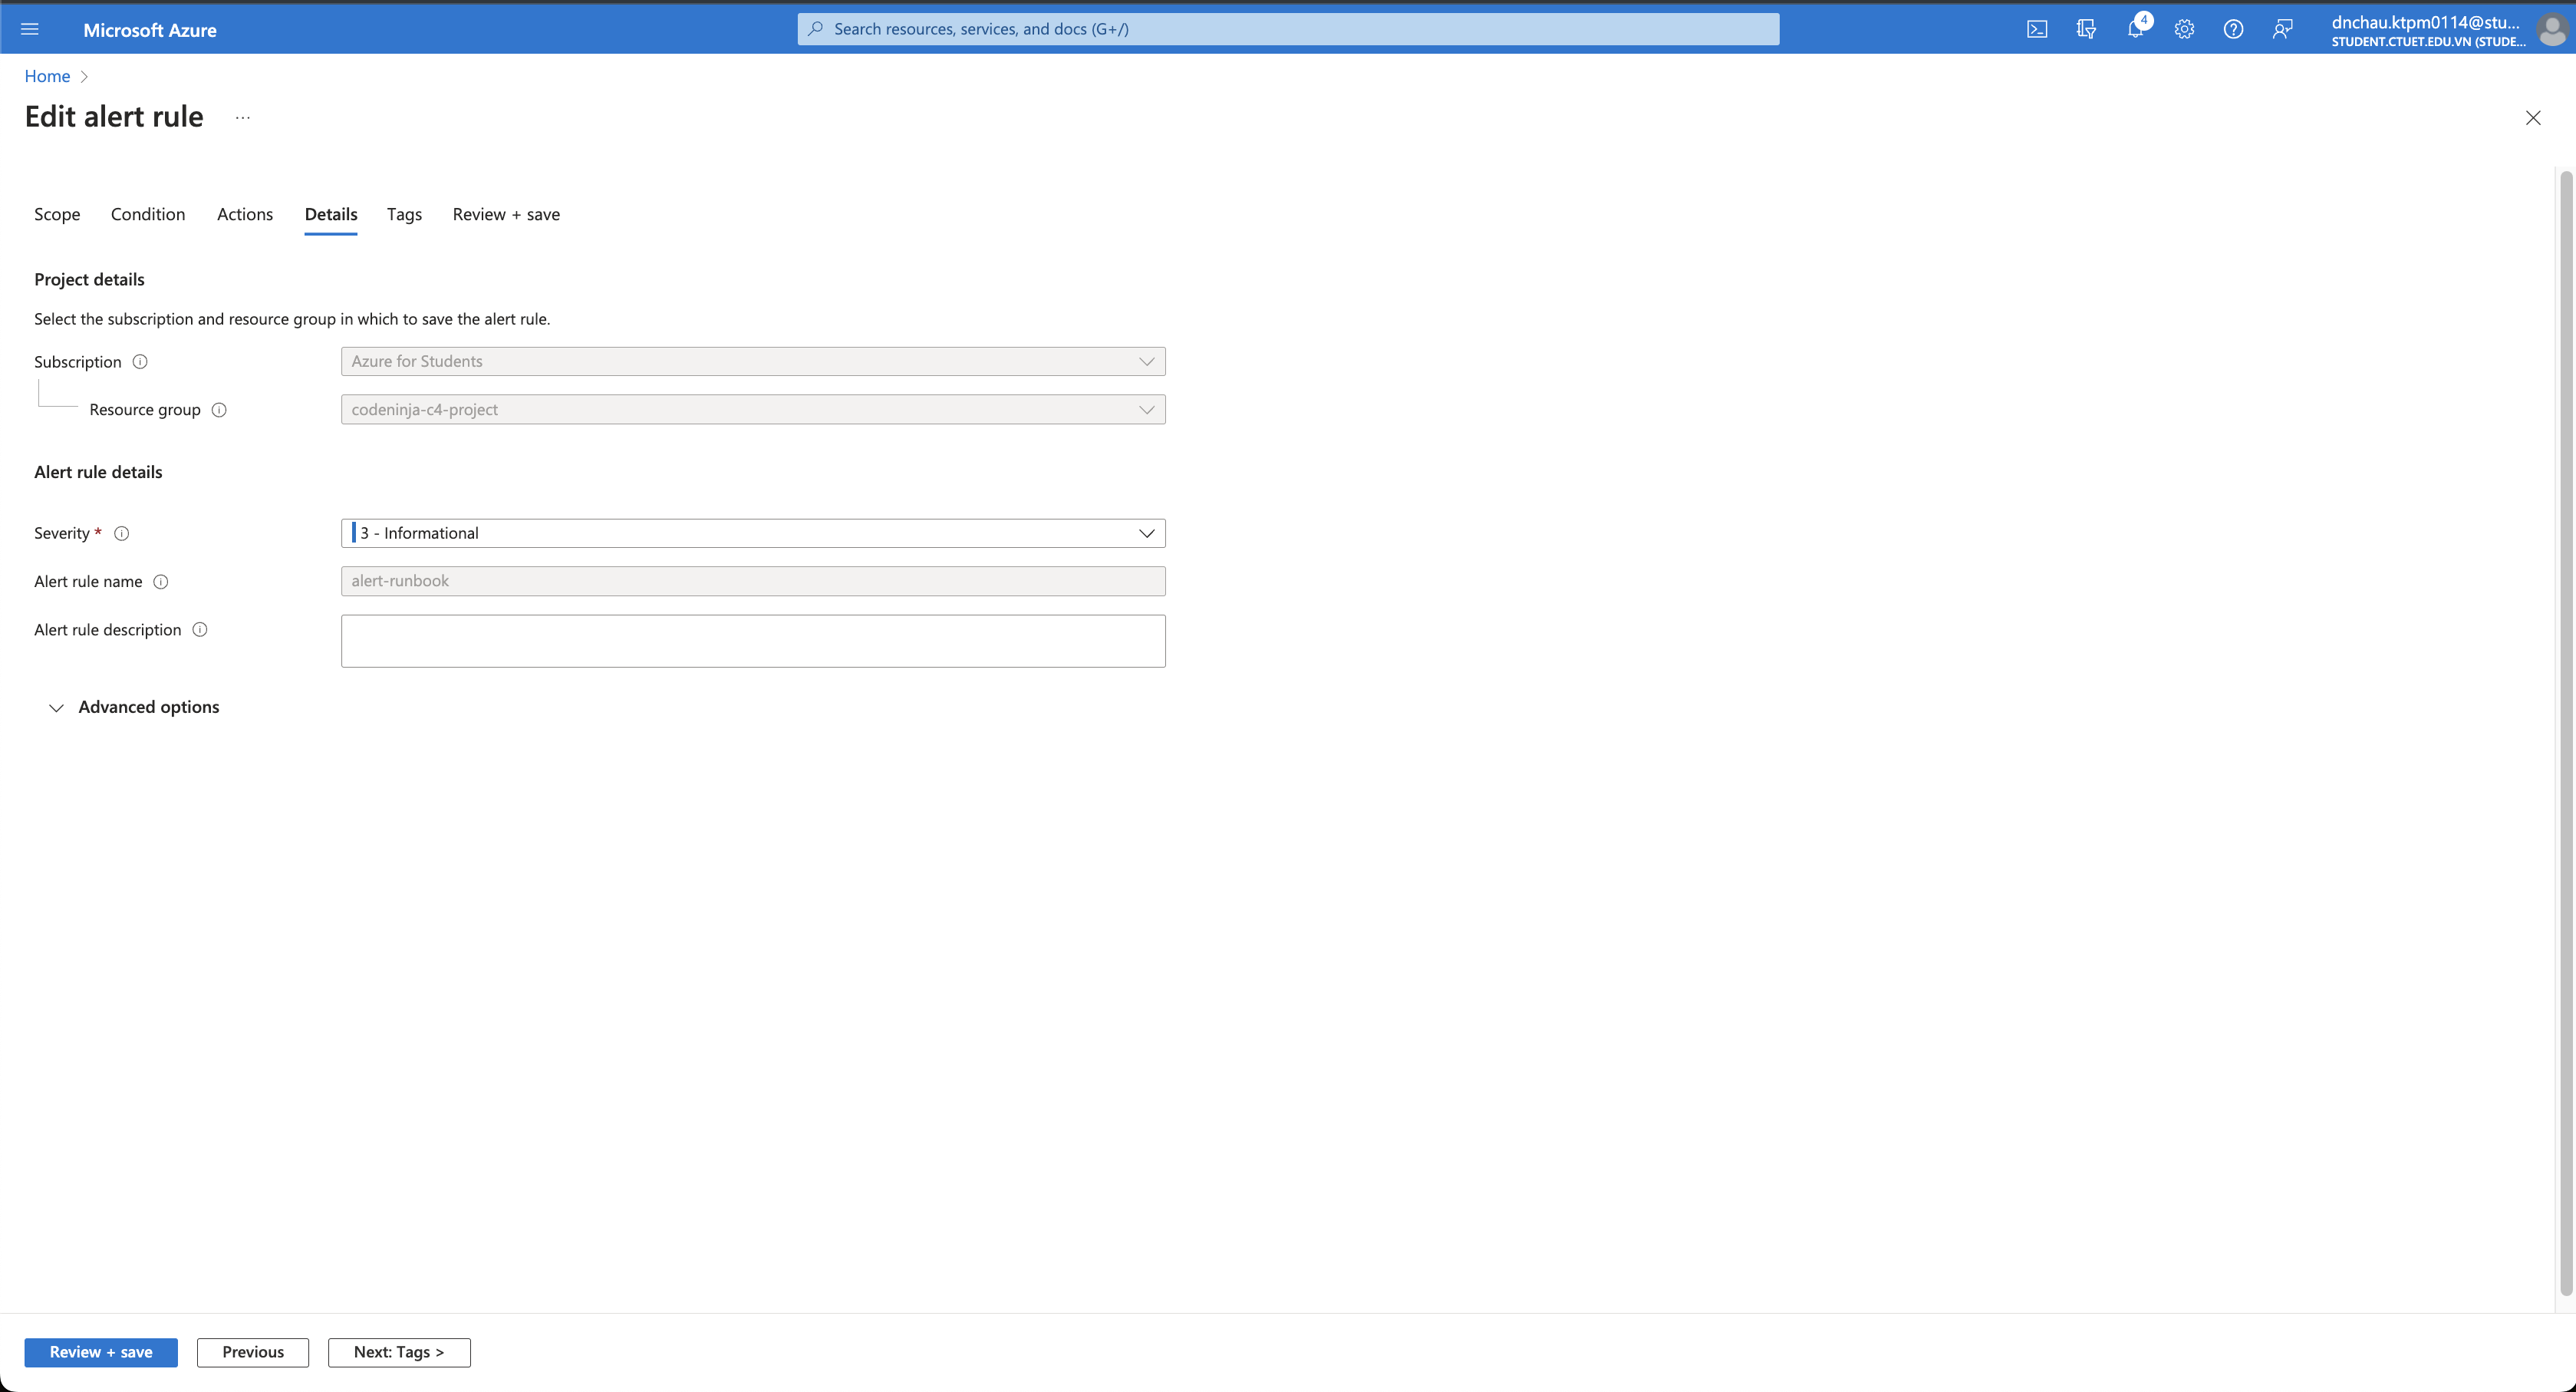 Microsoft Azure
Search resources, services, and docs (G+/)
4
dnchau.ktpm0114@stu...
STUDENT.CTUET.EDU.VN (STUDE...
Home
Edit alert rule
...
Scope Condition Actions Details Tags Review + save
Project details
Select the subscription and resource group in which to save the alert rule.
Subscription
Azure for Students
Resource group
codeninja-c4-project
Alert rule details
Severity *
3 - Informational
Alert rule name
alert-runbook
Alert rule description
Advanced options
Review + save Previous Next: Tags >